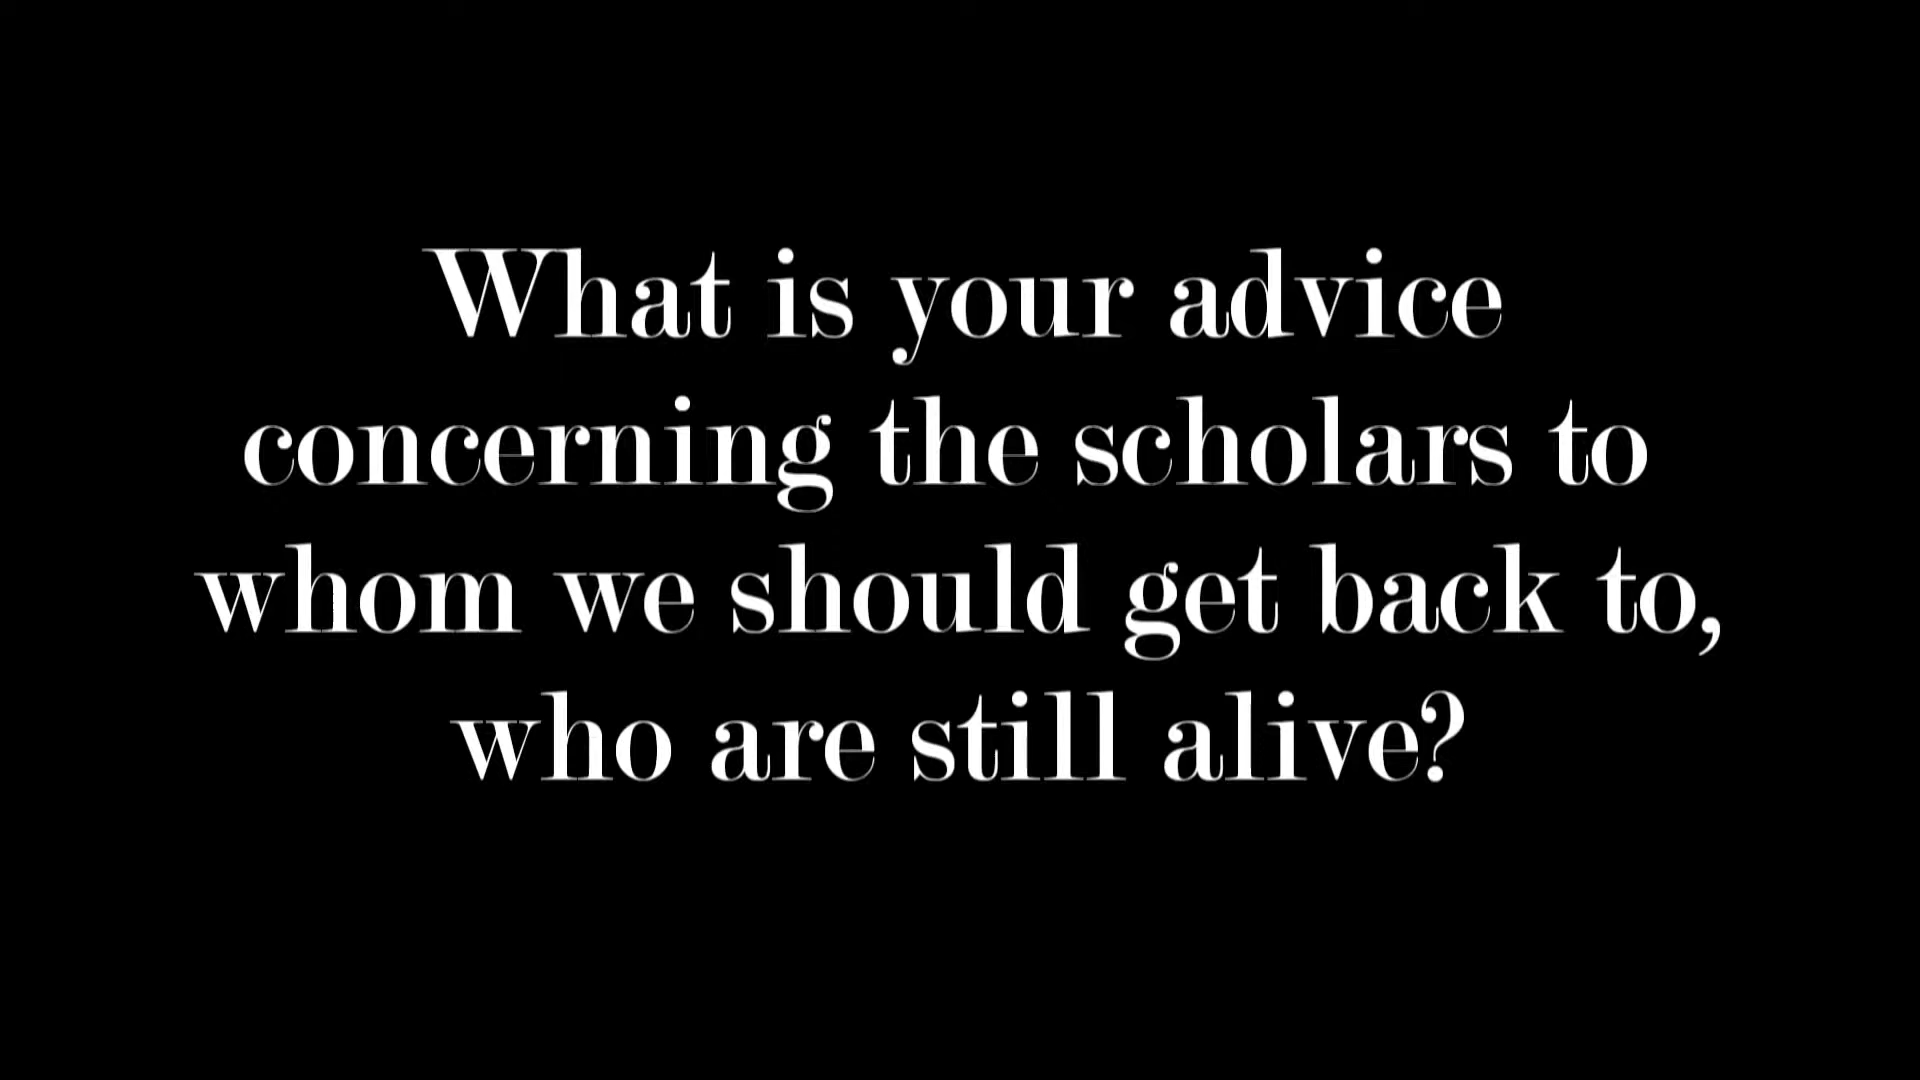 What is your advice
concerning the scholars to
whom we should get back to,
who are still alive?